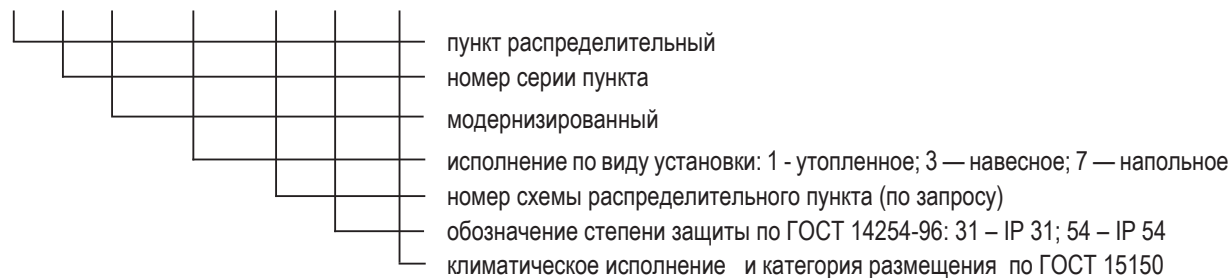 пункт распределительный
номер серии пункта
модернизированный
исполнение по виду установки: 1 - утопленное; 3 — навесное; 7 — напольное
номер схемы распределительного пункта (по запросу)
обозначение степени защиты по ГОСТ 14254-96: 31 – IP 31; 54 – IP 54
климатическое исполнение и категория размещения по ГОСТ 15150